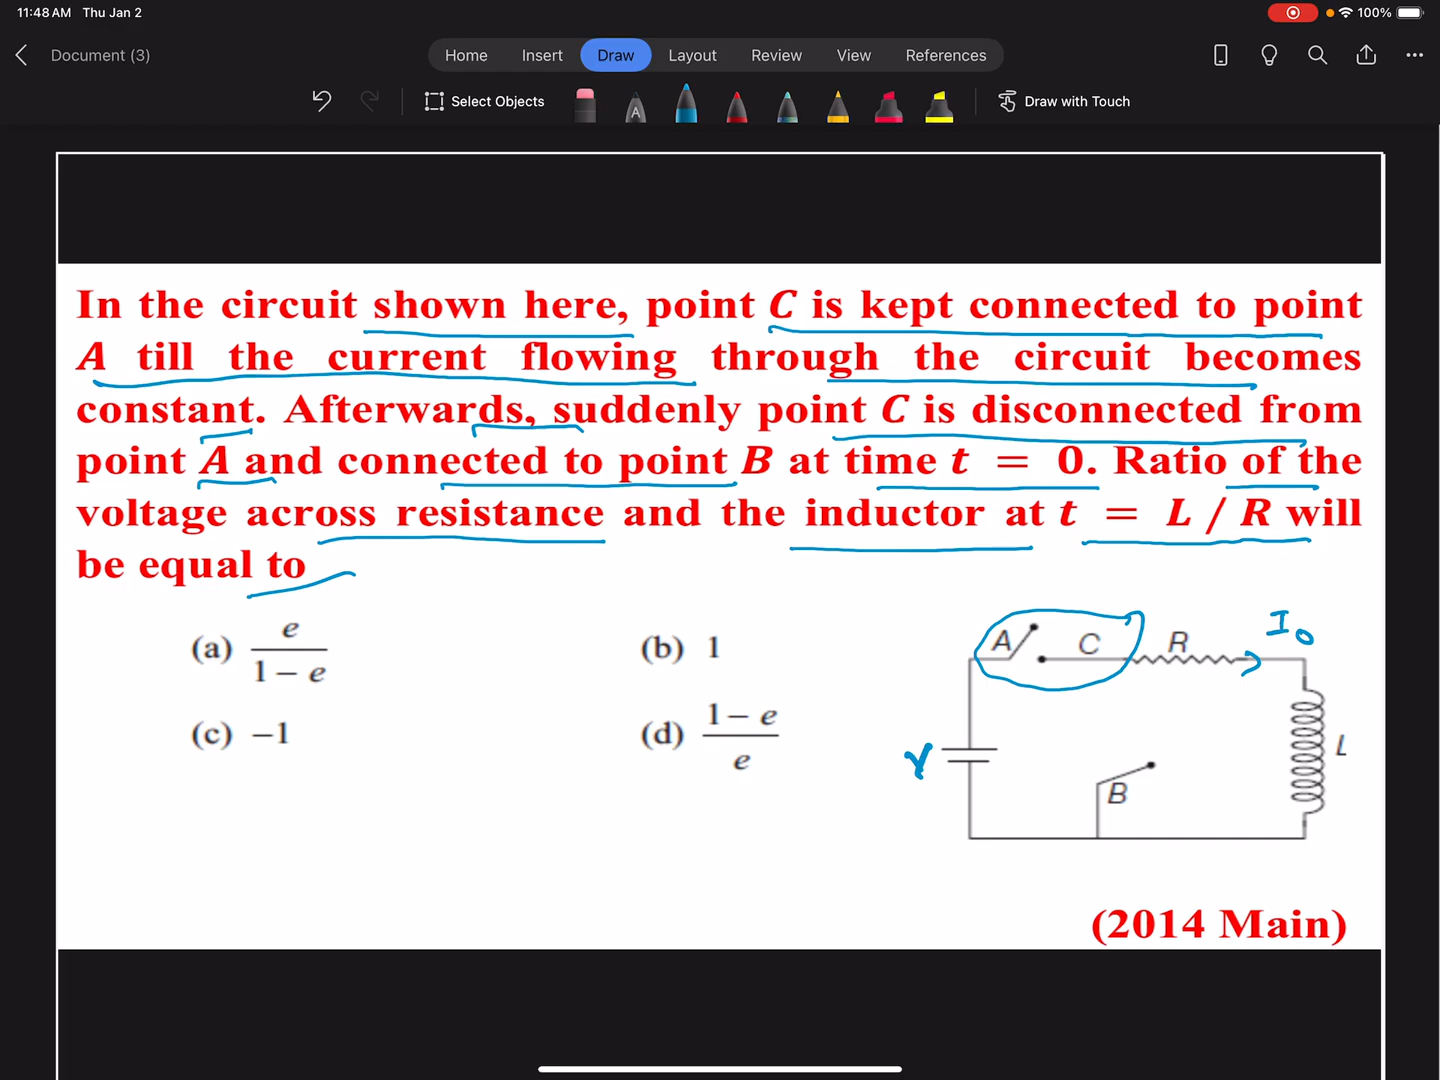 11:48 AM Thu Jan 2
100%
Document (3)
Home Insert Draw Layout Review View References
Select Objects
A
Draw with Touch
In the circuit shown here, point C is kept connected to point
A till the current flowing through the circuit becomes
constant. Afterwards, suddenly point C is disconnected from
point A and connected to point B at time t = 0. Ratio of the
voltage across resistance and the inductor at t = L / R will
be equal to
(a) e / 1 – e
(b) 1
(c) –1
(d) 1 – e / e
A C R I₀
V
L
B
(2014 Main)